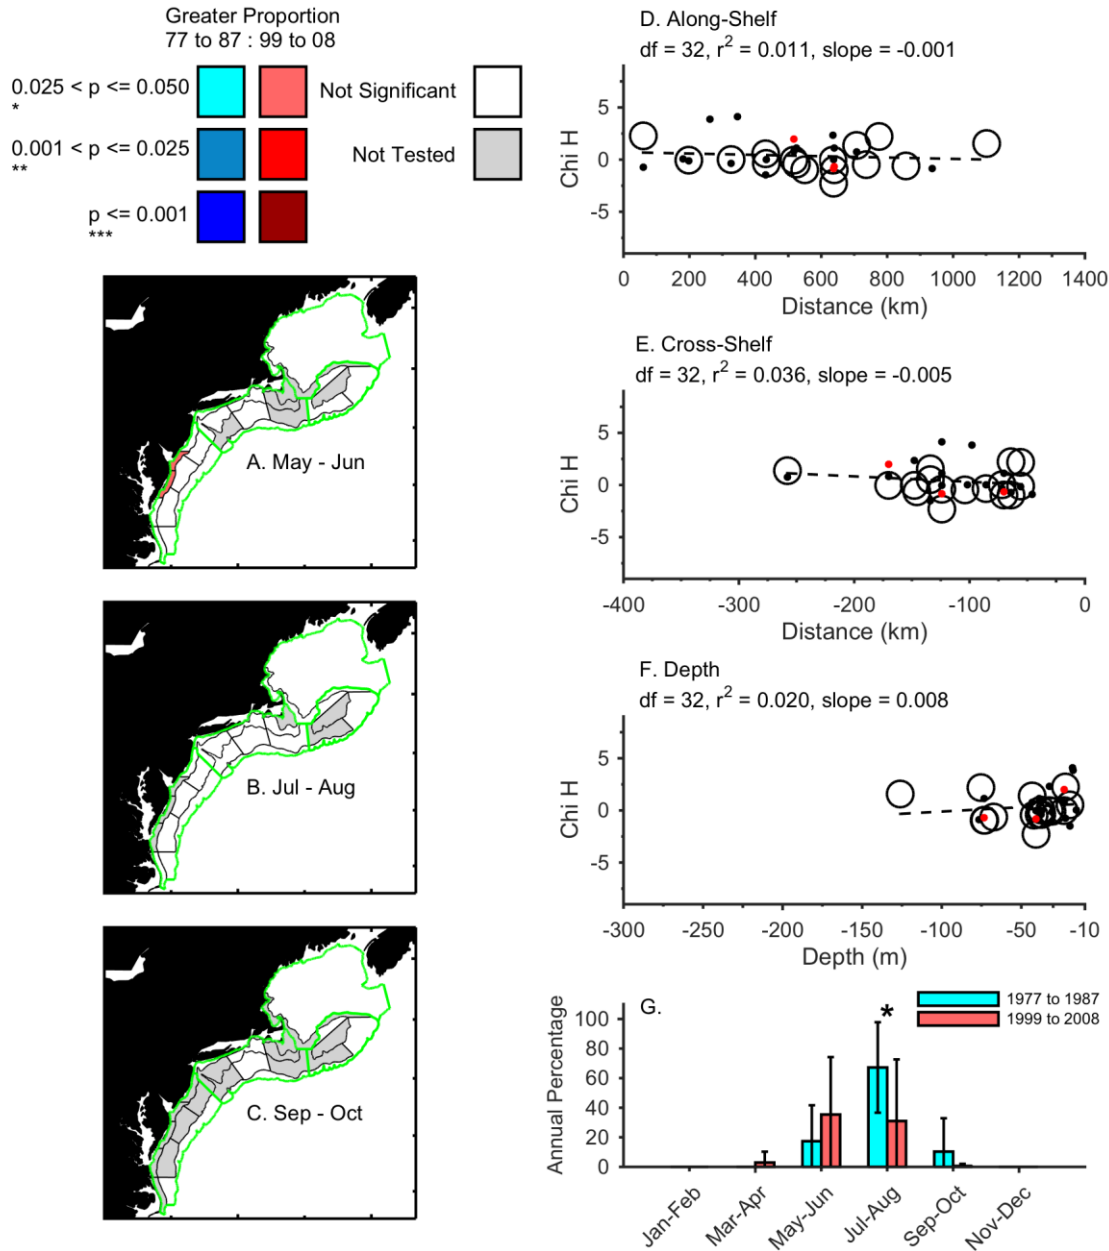 Greater Proportion
77 to 87 : 99 to 08
0.025 < p <= 0.050
*
0.001 < p <= 0.025
**
p <= 0.001
***
Not Significant
Not Tested
A. May - Jun
B. Jul - Aug
C. Sep - Oct
D. Along-Shelf
df = 32, r² = 0.011, slope = -0.001
Chi H
5
0
-5
0 200 400 600 800 1000 1200 1400
Distance (km)
E. Cross-Shelf
df = 32, r² = 0.036, slope = -0.005
Chi H
5
0
-5
-400 -300 -200 -100 0
Distance (km)
F. Depth
df = 32, r² = 0.020, slope = 0.008
Chi H
5
0
-5
-300 -250 -200 -150 -100 -50 -10
Depth (m)
G.
1977 to 1987
1999 to 2008
*
Annual Percentage
100
80
60
40
20
0
Jan-Feb Mar-Apr May-Jun Jul-Aug Sep-Oct Nov-Dec